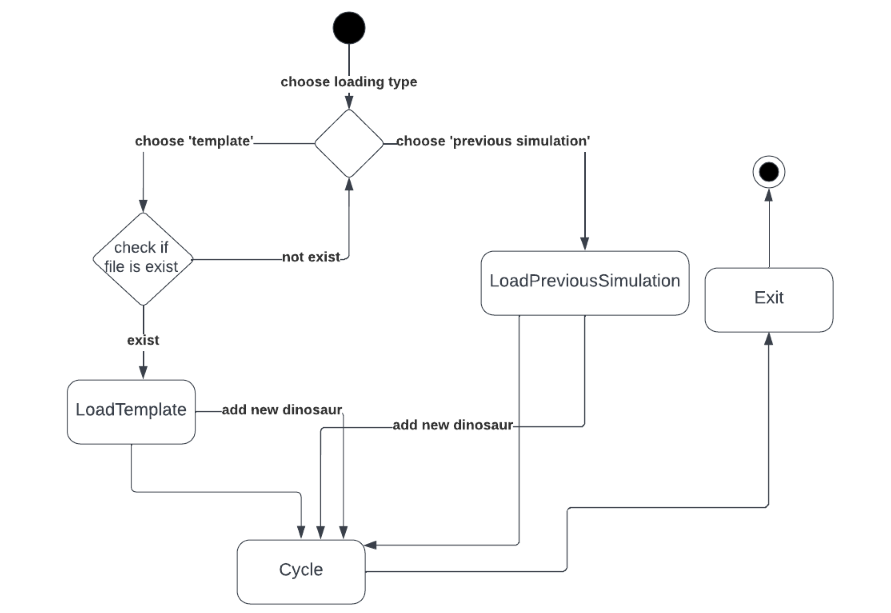 choose loading type
choose 'template'
choose 'previous simulation'
check if
file is exist
not exist
LoadPreviousSimulation
Exit
exist
LoadTemplate
add new dinosaur
add new dinosaur
Cycle